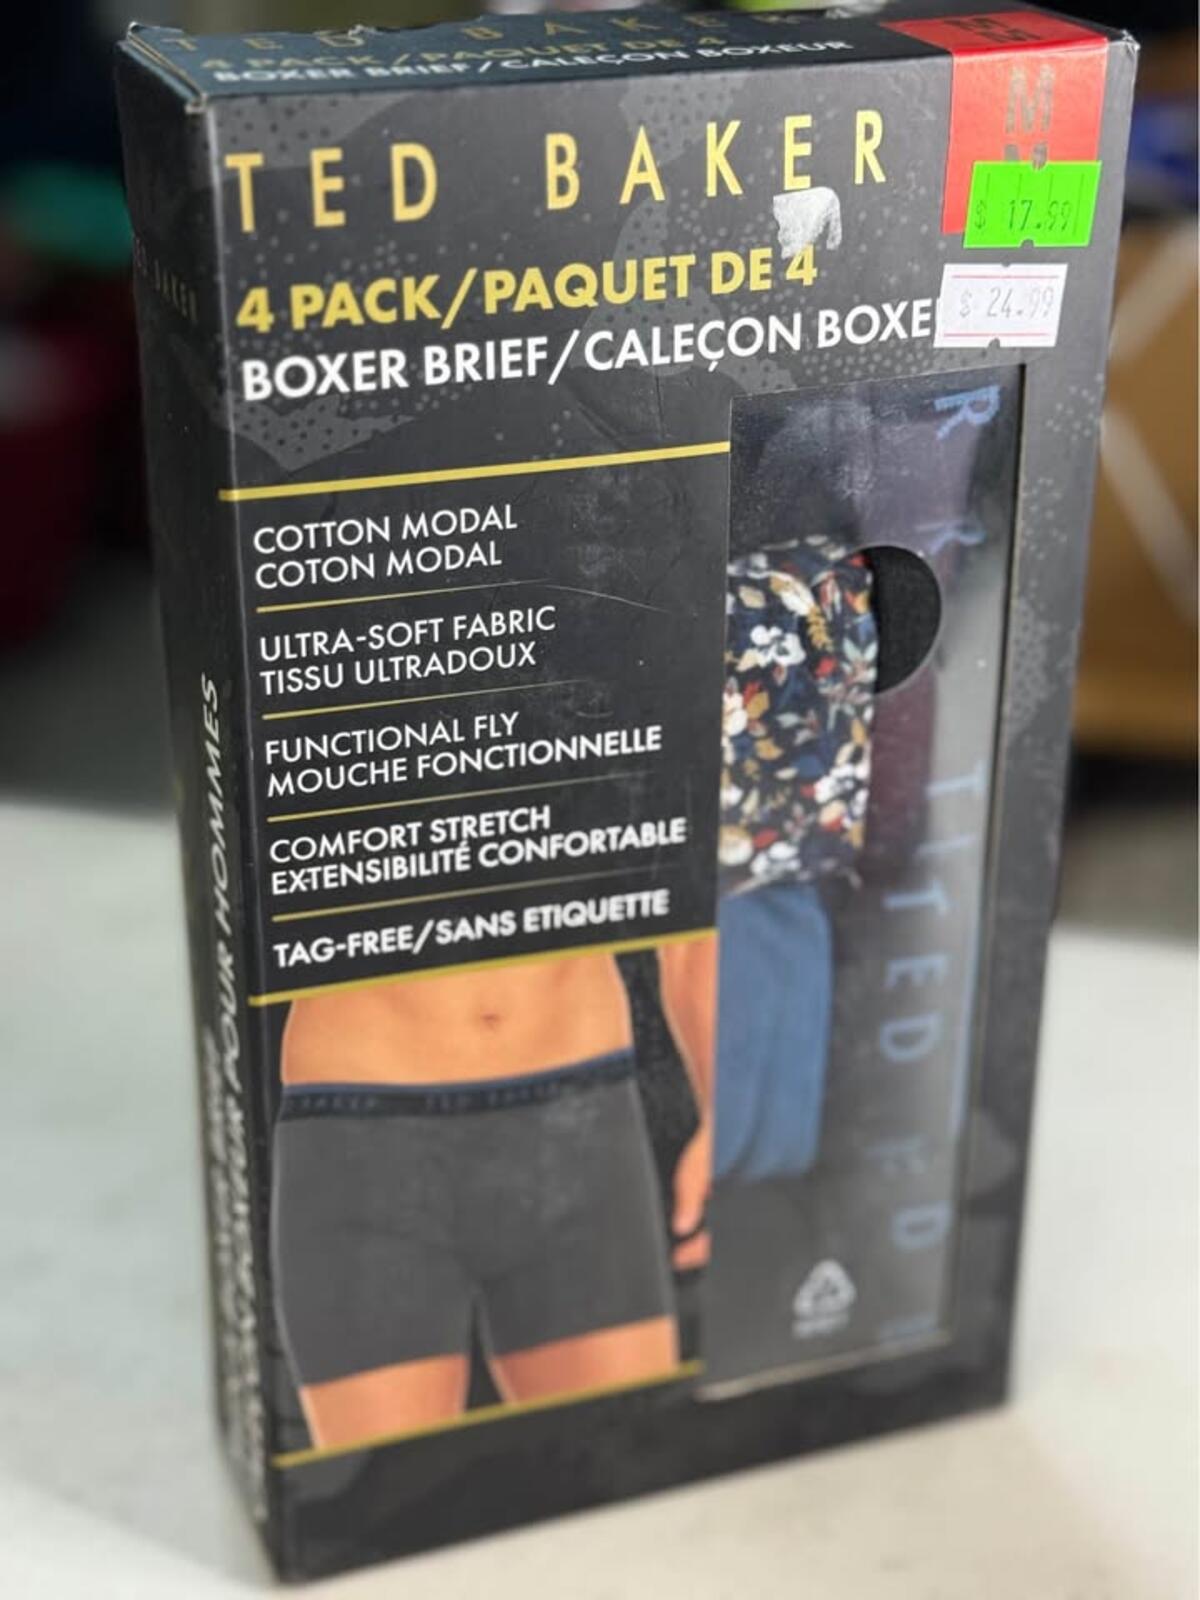 TED BAKER
4 PACK/PAQUET DE 4
BOXER BRIEF/CALEÇON BOXEUR
TED BAKER
M
$ 17.99
4 PACK/PAQUET DE 4
$ 24.99
BOXER BRIEF/CALEÇON BOXE
COTTON MODAL
COTON MODAL
ULTRA-SOFT FABRIC
TISSU ULTRADOUX
FUNCTIONAL FLY
MOUCHE FONCTIONNELLE
COMFORT STRETCH
EXTENSIBILITÉ CONFORTABLE
TAG-FREE/SANS ETIQUETTE
TED BAKER
BAKER
POUR HOMMES